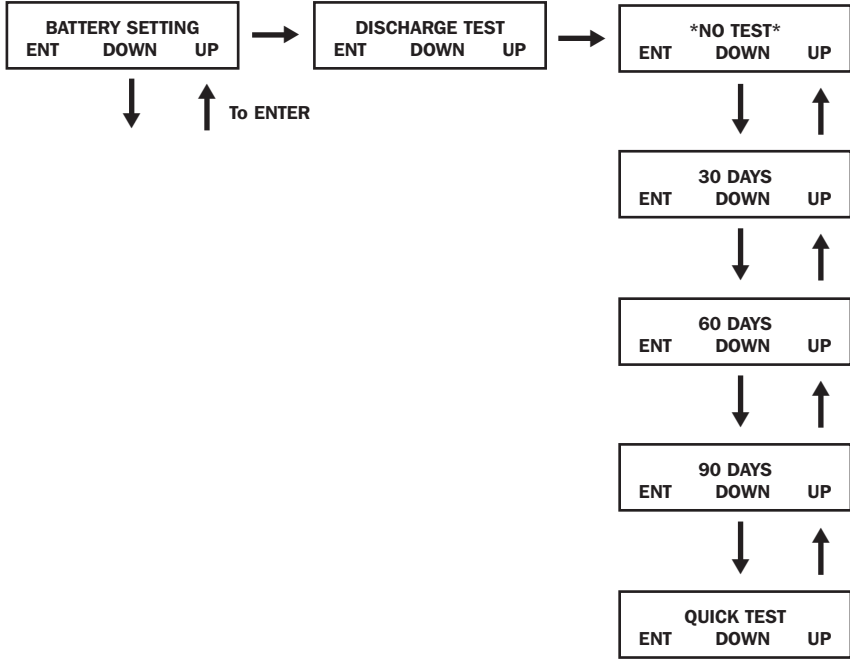 BATTERY SETTING
ENT DOWN UP
DISCHARGE TEST
ENT DOWN UP
*NO TEST*
ENT DOWN UP
To ENTER
30 DAYS
ENT DOWN UP
60 DAYS
ENT DOWN UP
90 DAYS
ENT DOWN UP
QUICK TEST
ENT DOWN UP